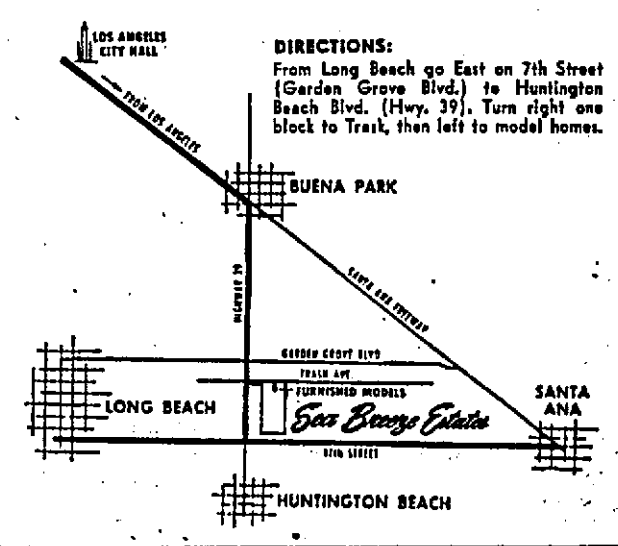 LOS ANGELES
CITY HALL
FROM LOS ANGELES
DIRECTIONS:
From Long Beach go East on 7th Street
(Garden Grove Blvd.) to Huntington
Beach Blvd. (Hwy. 39). Turn right one
block to Trask, then left to model homes.
BUENA PARK
HIGHWAY 39
SANTA ANA FREEWAY
GARDEN GROVE BLVD
TRASK AVE.
FURNISHED MODELS
LONG BEACH
Sea Breeze Estates
SANTA
ANA
17TH STREET
HUNTINGTON BEACH